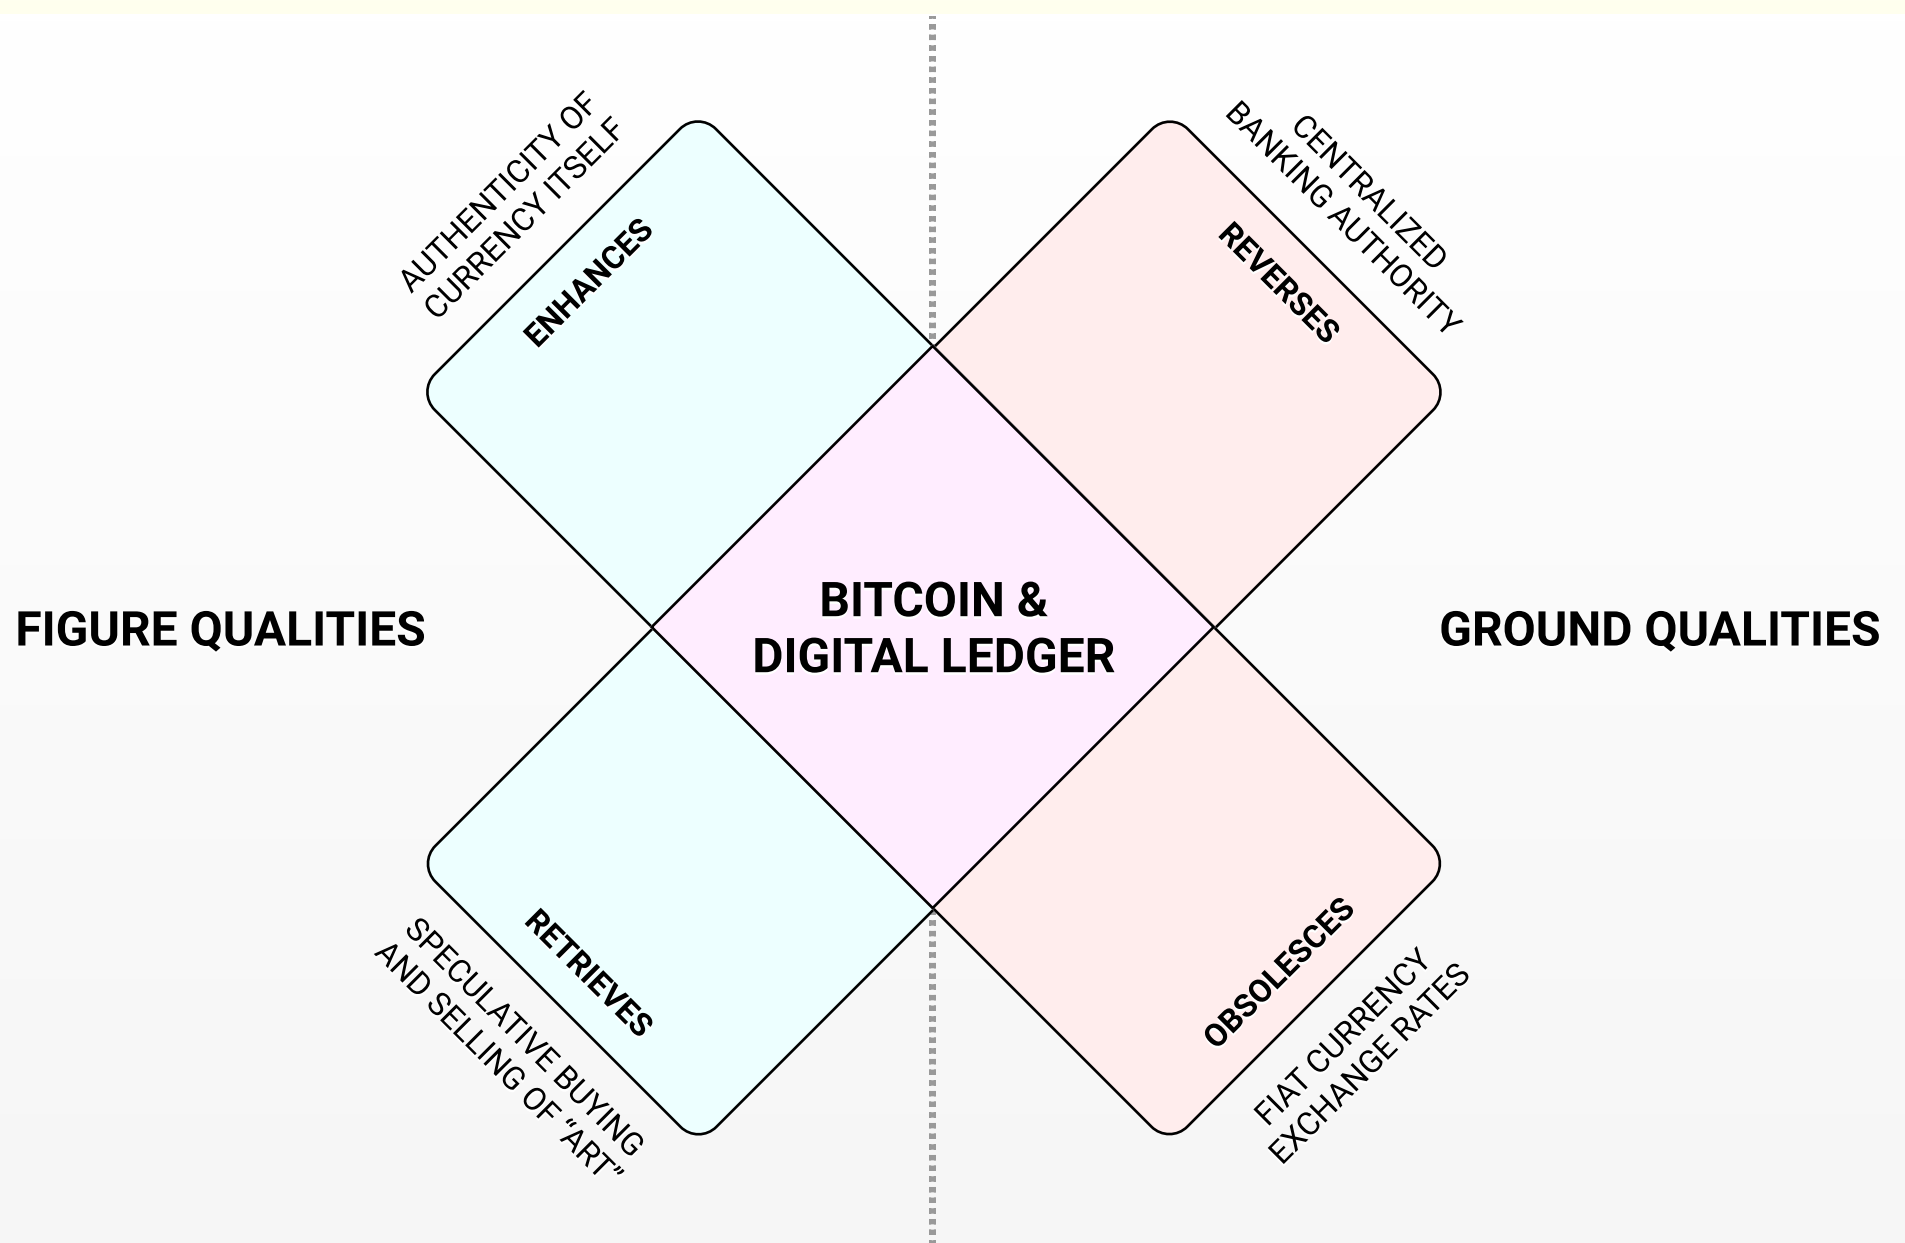 AUTHENTICITY OF
CURRENCY ITSELF
ENHANCES
CENTRALIZED
BANKING AUTHORITY
REVERSES
FIGURE QUALITIES
BITCOIN &
DIGITAL LEDGER
GROUND QUALITIES
RETRIEVES
SPECULATIVE BUYING
AND SELLING OF “ART”
OBSOLESCES
FIAT CURRENCY
EXCHANGE RATES